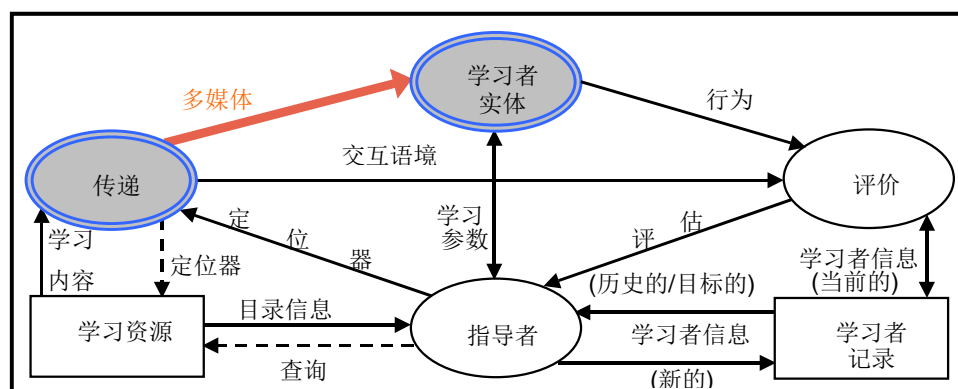 学习者
实体
多媒体
行为
交互语境
传递
评价
定位器
学习
参数
评估
学习
内容
定位器
学习者信息
(当前的)
(历史的/目标的)
目录信息
学习资源
指导者
学习者信息
学习者
记录
查询
(新的)